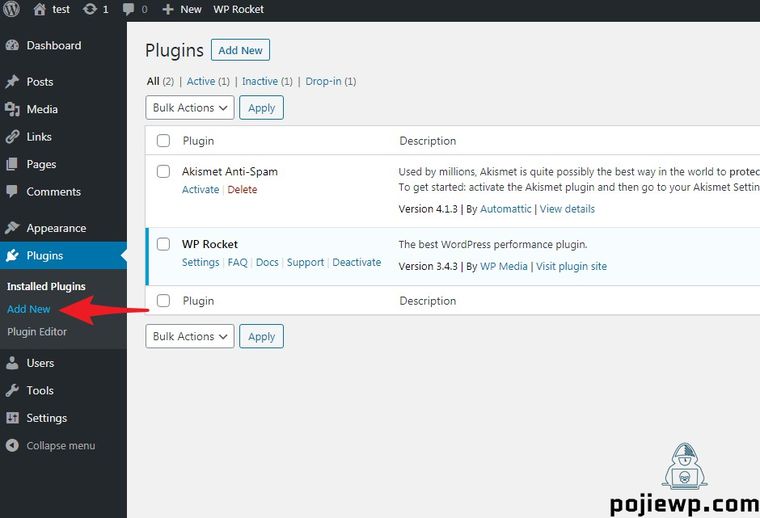 test 1 0 New WP Rocket
Dashboard
Posts
Media
Links
Pages
Comments
Appearance
Plugins
Installed Plugins
Add New
Plugin Editor
Users
Tools
Settings
Collapse menu
Plugins Add New
All (2) | Active (1) | Inactive (1) | Drop-in (1)
Bulk Actions Apply
Plugin Description
Akismet Anti-Spam Used by millions, Akismet is quite possibly the best way in the world to protec
Activate | Delete To get started: activate the Akismet plugin and then go to your Akismet Settin
Version 4.1.3 | By Automattic | View details
WP Rocket The best WordPress performance plugin.
Settings | FAQ | Docs | Support | Deactivate Version 3.4.3 | By WP Media | Visit plugin site
Plugin Description
Bulk Actions Apply
pojiewp.com